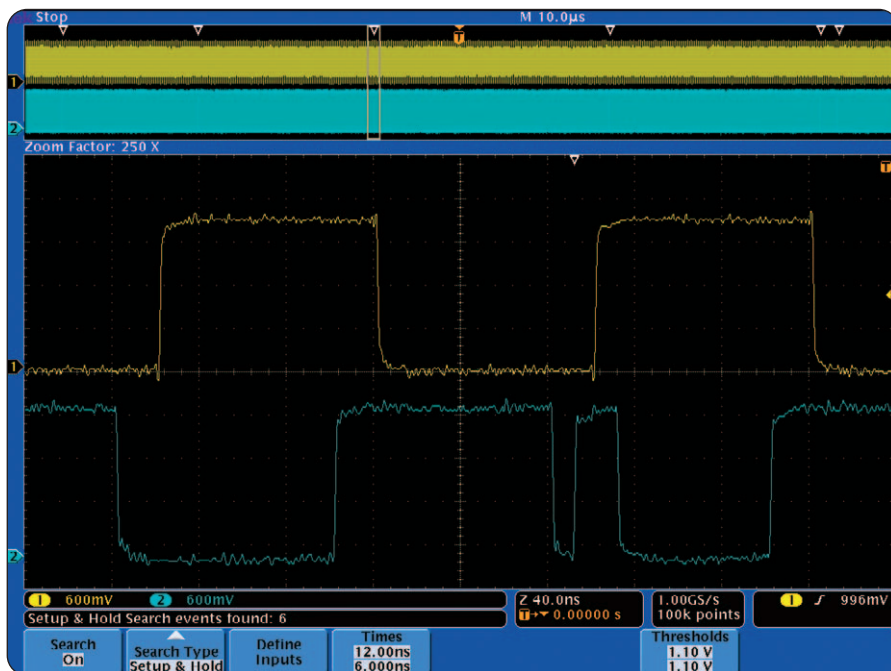 Stop M 10.0µs
T
1
2
Zoom Factor: 250 X
T
1
2
1 600mV 2 600mV Z 40.0ns 1.00GS/s 1 996mV
Setup & Hold Search events found: 6 T→▾ 0.00000 s 100k points
Search
On
Search Type
Setup & Hold
Define
Inputs
Times
12.00ns
6.000ns
Thresholds
1.10 V
1.10 V